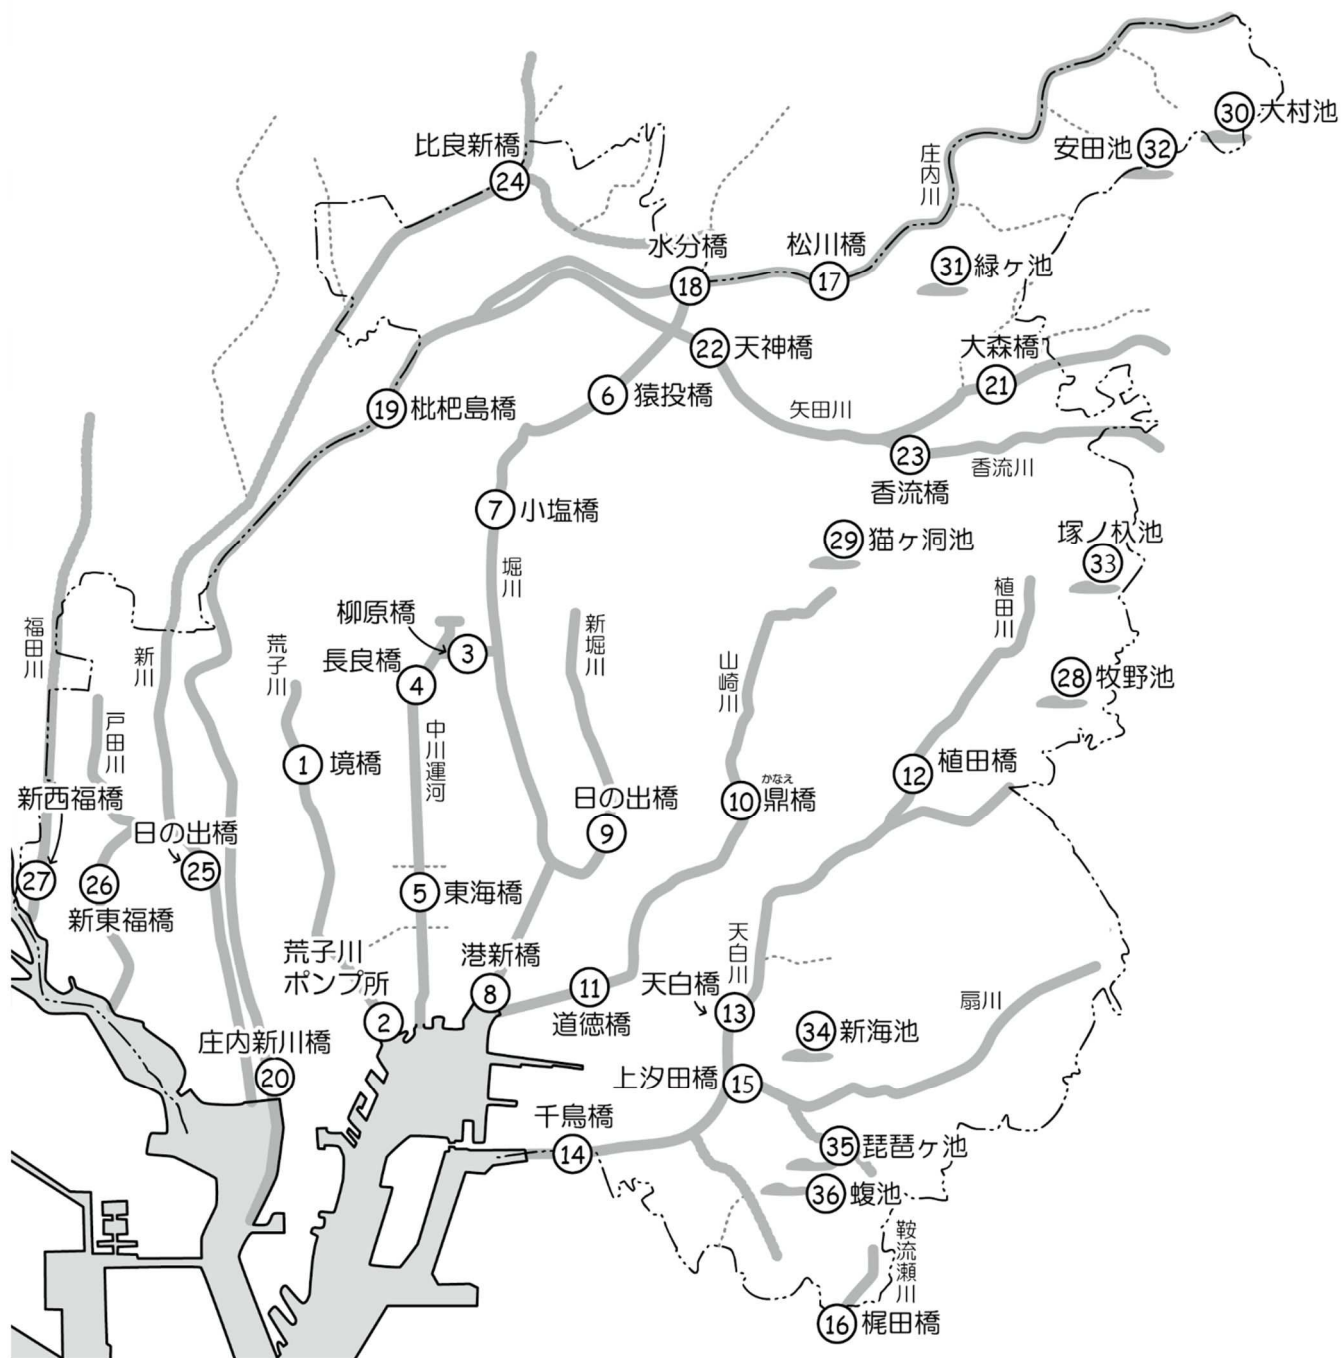 30 大村池
比良新橋
24
安田池 32
庄内川
水分橋
18
松川橋
17
31 緑ヶ池
22 天神橋
大森橋
21
19 枇杷島橋
6 猿投橋
矢田川
23
香流橋
香流川
7 小塩橋
29 猫ヶ洞池
塚ノ杁池
33
堀川
植田川
柳原橋
3
新堀川
福田川
新川
荒子川
長良橋
4
山崎川
28 牧野池
戸田川
中川運河
1 境橋
12 植田橋
新西福橋
27
日の出橋
9
かなえ
10 鼎橋
日の出橋
25
26
新東福橋
5 東海橋
荒子川
ポンプ所
2
港新橋
8
天白川
11
道徳橋
天白橋
13
扇川
34 新海池
庄内新川橋
20
上汐田橋 15
千鳥橋
14
35 琵琶ヶ池
36 蝮池
鞍流瀬川
16 梶田橋